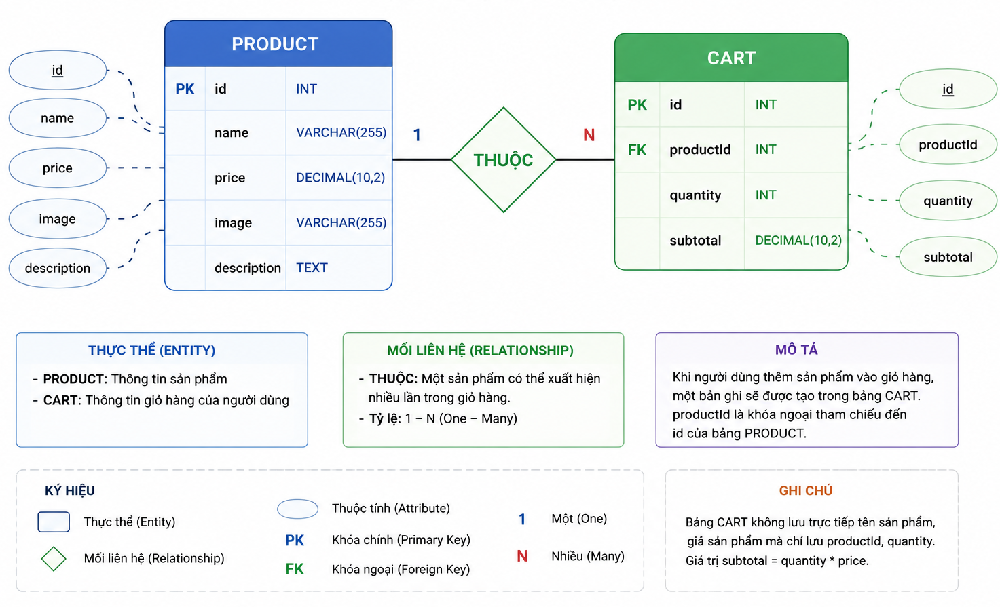 PRODUCT
PK id INT
name VARCHAR(255)
price DECIMAL(10,2)
image VARCHAR(255)
description TEXT
id
name
price
image
description
1
THUỘC
N
CART
PK id INT
FK productId INT
quantity INT
subtotal DECIMAL(10,2)
id
productId
quantity
subtotal
THỰC THỂ (ENTITY)
- PRODUCT: Thông tin sản phẩm
- CART: Thông tin giỏ hàng của người dùng
MỐI LIÊN HỆ (RELATIONSHIP)
- THUỘC: Một sản phẩm có thể xuất hiện
nhiều lần trong giỏ hàng.
- Tỷ lệ: 1 – N (One – Many)
MÔ TẢ
Khi người dùng thêm sản phẩm vào giỏ hàng,
một bản ghi sẽ được tạo trong bảng CART.
productId là khóa ngoại tham chiếu đến
id của bảng PRODUCT.
KÝ HIỆU
Thực thể (Entity)
Mối liên hệ (Relationship)
Thuộc tính (Attribute)
PK Khóa chính (Primary Key)
FK Khóa ngoại (Foreign Key)
1 Một (One)
N Nhiều (Many)
GHI CHÚ
Bảng CART không lưu trực tiếp tên sản phẩm,
giá sản phẩm mà chỉ lưu productId, quantity.
Giá trị subtotal = quantity * price.